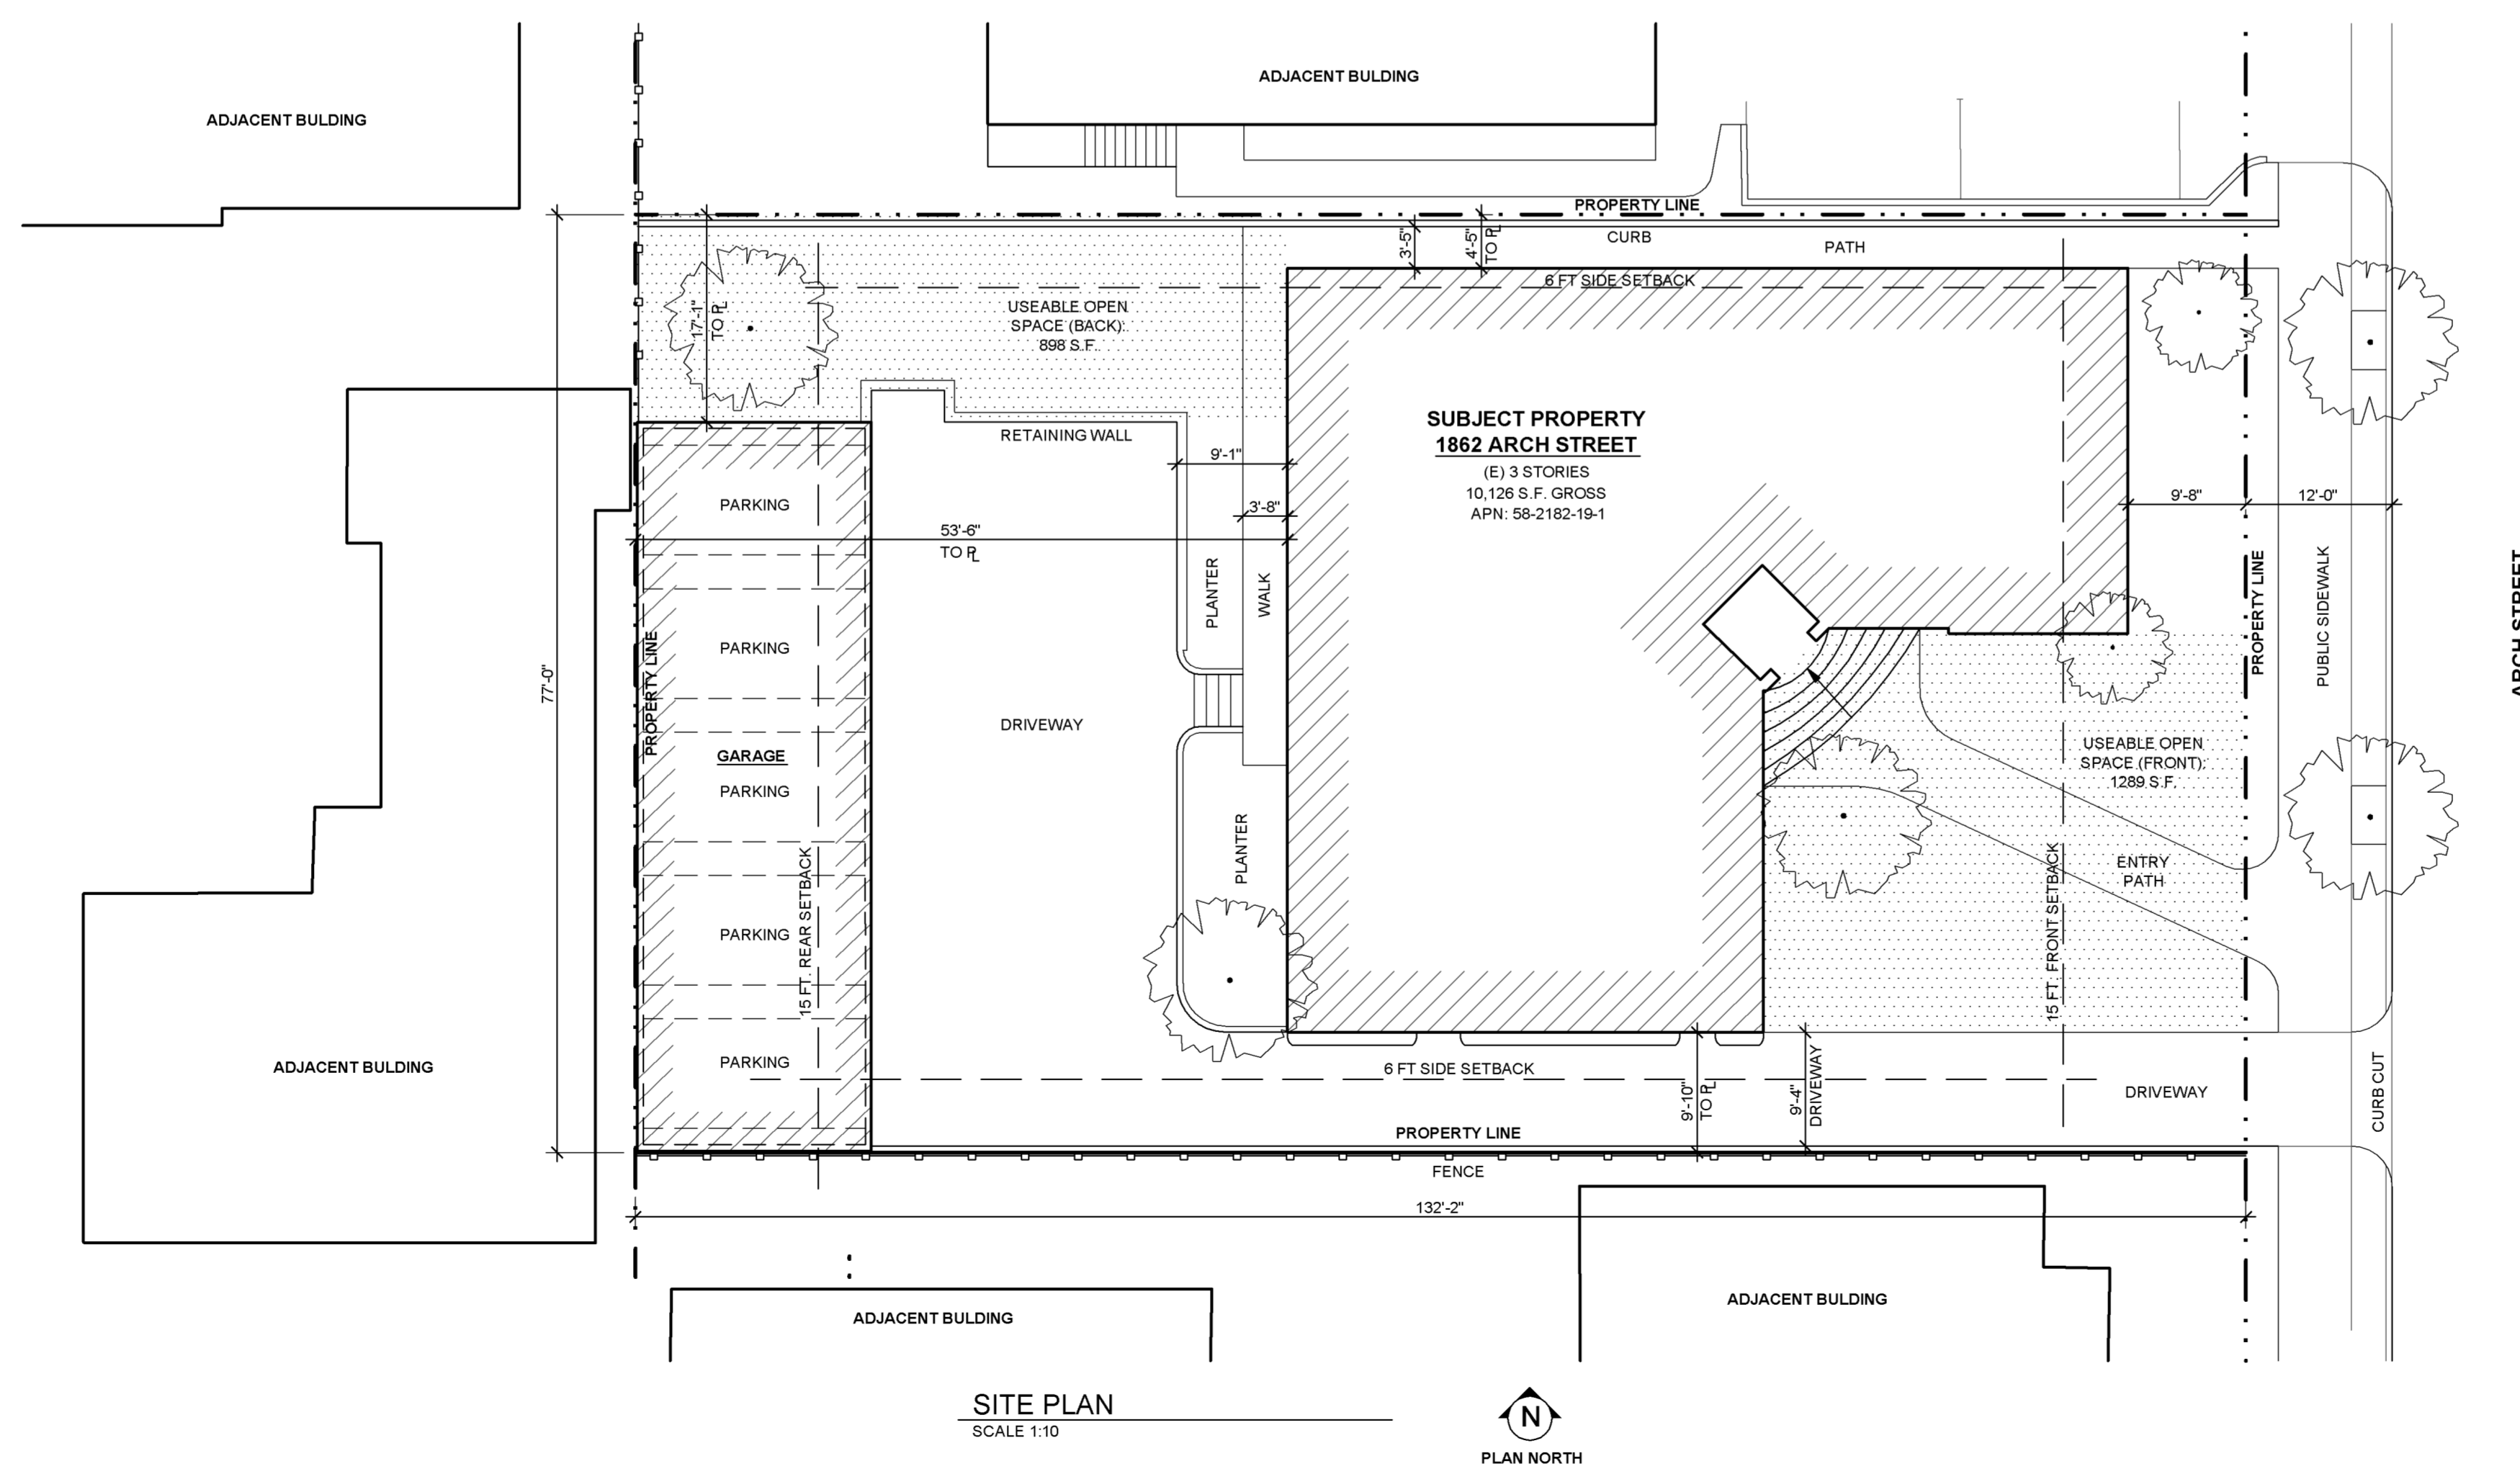 ADJACENT BULDING
ADJACENT BULDING
PROPERTY LINE
CURB
PATH
3'-5"
4'-5"
TO PL
6 FT SIDE SETBACK
17'-1"
TO PL
USEABLE OPEN
SPACE (BACK):
898 S.F.
SUBJECT PROPERTY
1862 ARCH STREET
(E) 3 STORIES
10,126 S.F. GROSS
APN: 58-2182-19-1
RETAINING WALL
9'-1"
3'-8"
9'-8"
12'-0"
PARKING
53'-6"
TO PL
PLANTER
WALK
PROPERTY LINE
PUBLIC SIDEWALK
ARCH STREET
77'-0"
PROPERTY LINE
PARKING
DRIVEWAY
GARAGE
PARKING
USEABLE OPEN
SPACE (FRONT):
1289 S.F.
PLANTER
ENTRY
PATH
15 FT. REAR SETBACK
15 FT. FRONT SETBACK
PARKING
ADJACENT BULDING
PARKING
6 FT SIDE SETBACK
9'-10"
TO PL
9'-4"
DRIVEWAY
DRIVEWAY
CURB CUT
PROPERTY LINE
FENCE
132'-2"
ADJACENT BULDING
ADJACENT BULDING
SITE PLAN
SCALE 1:10
N
PLAN NORTH